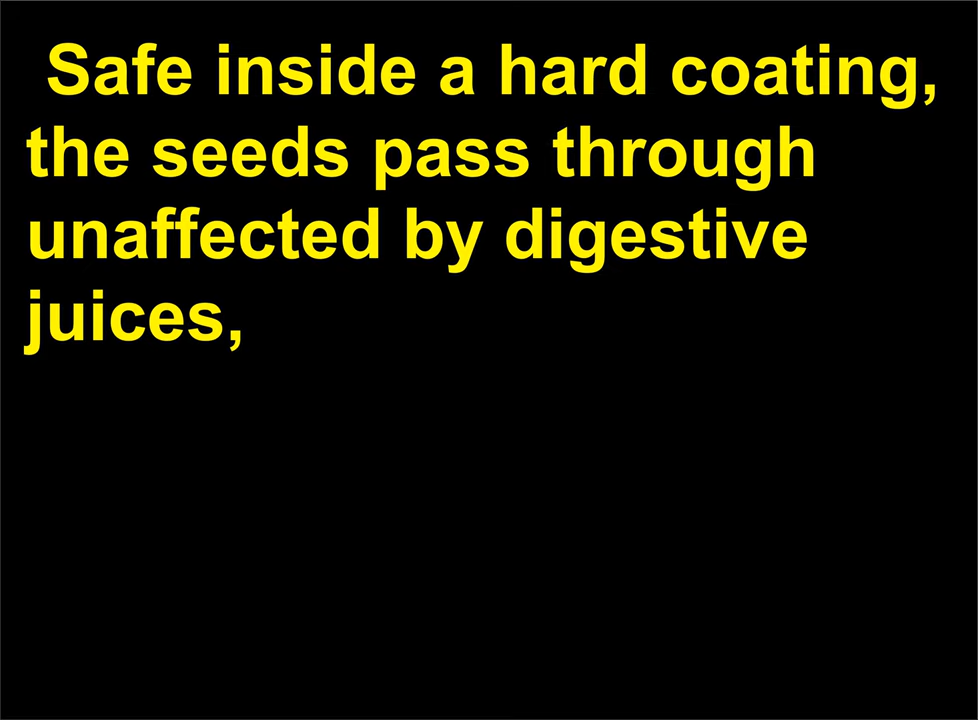 Safe inside a hard coating,
the seeds pass through
unaffected by digestive
juices,